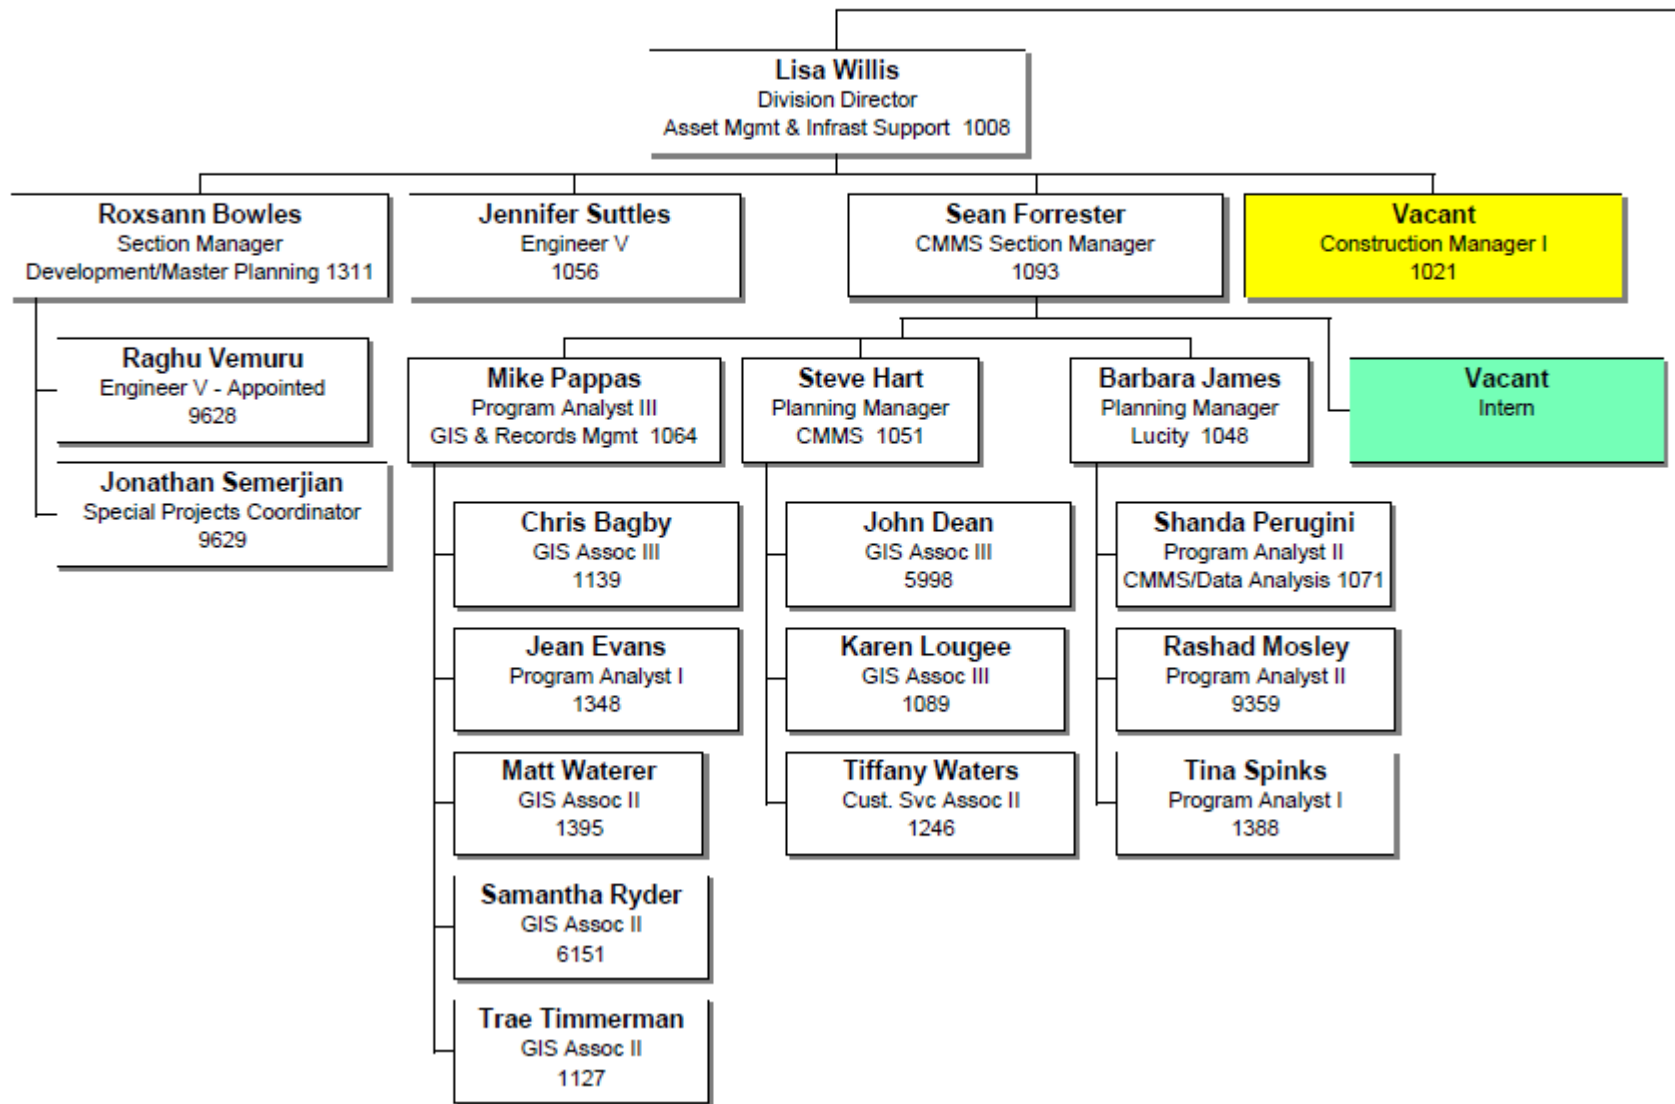 Lisa Willis
Division Director
Asset Mgmt & Infrast Support 1008
Roxsann Bowles
Section Manager
Development/Master Planning 1311
Jennifer Suttles
Engineer V
1056
Sean Forrester
CMMS Section Manager
1093
Vacant
Construction Manager I
1021
Raghu Vemuru
Engineer V - Appointed
9628
Jonathan Semerjian
Special Projects Coordinator
9629
Mike Pappas
Program Analyst III
GIS & Records Mgmt 1064
Steve Hart
Planning Manager
CMMS 1051
Barbara James
Planning Manager
Lucity 1048
Vacant
Intern
Chris Bagby
GIS Assoc III
1139
Jean Evans
Program Analyst I
1348
Matt Waterer
GIS Assoc II
1395
Samantha Ryder
GIS Assoc II
6151
Trae Timmerman
GIS Assoc II
1127
John Dean
GIS Assoc III
5998
Karen Lougee
GIS Assoc III
1089
Tiffany Waters
Cust. Svc Assoc II
1246
Shanda Perugini
Program Analyst II
CMMS/Data Analysis 1071
Rashad Mosley
Program Analyst II
9359
Tina Spinks
Program Analyst I
1388